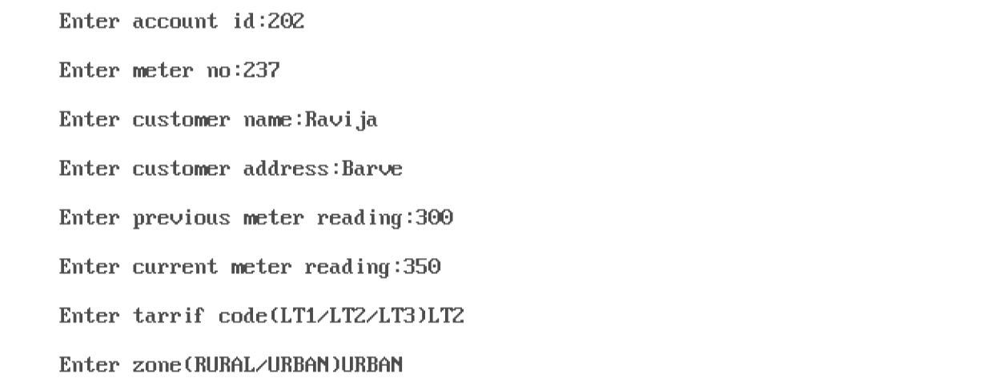 Enter account id:202
Enter meter no:237
Enter customer name:Ravija
Enter customer address:Barve
Enter previous meter reading:300
Enter current meter reading:350
Enter tarrif code(LT1/LT2/LT3)LT2
Enter zone(RURAL/URBAN)URBAN